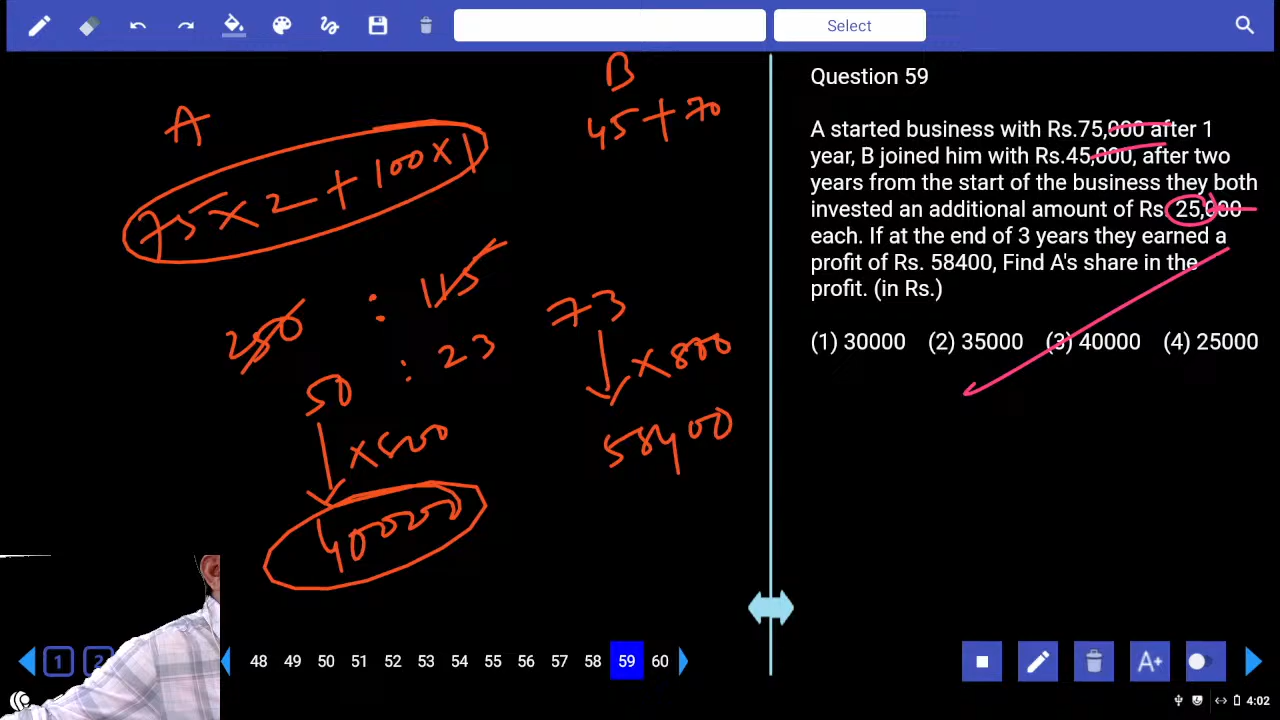 Select
A
75 x 2 + 100 x 1
B
45 + 70
250 : 115
50 : 23
73
x 800
58400
x 800
40000
Question 59
A started business with Rs.75,000 after 1
year, B joined him with Rs.45,000, after two
years from the start of the business they both
invested an additional amount of Rs. 25,000
each. If at the end of 3 years they earned a
profit of Rs. 58400, Find A's share in the
profit. (in Rs.)
(1) 30000 (2) 35000 (3) 40000 (4) 25000
1 2 48 49 50 51 52 53 54 55 56 57 58 59 60
A+
4:02